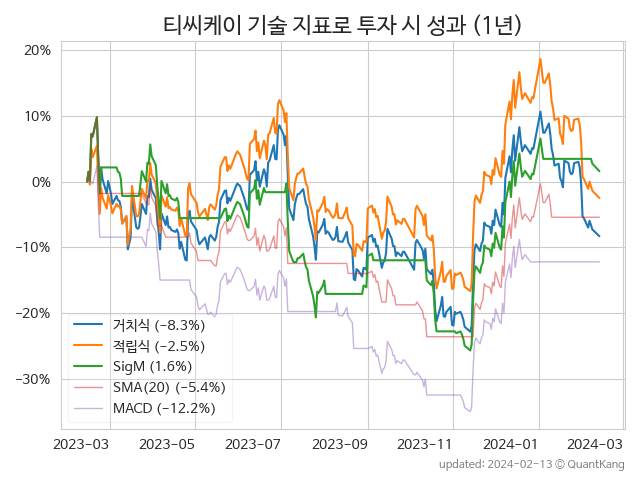 티씨케이 기술 지표로 투자 시 성과 (1년)
20%
10%
0%
−10%
−20%
−30%
거치식 (−8.3%)
적립식 (−2.5%)
SigM (1.6%)
SMA(20) (−5.4%)
MACD (−12.2%)
2023-03
2023-05
2023-07
2023-09
2023-11
2024-01
2024-03
updated: 2024-02-13 © QuantKang